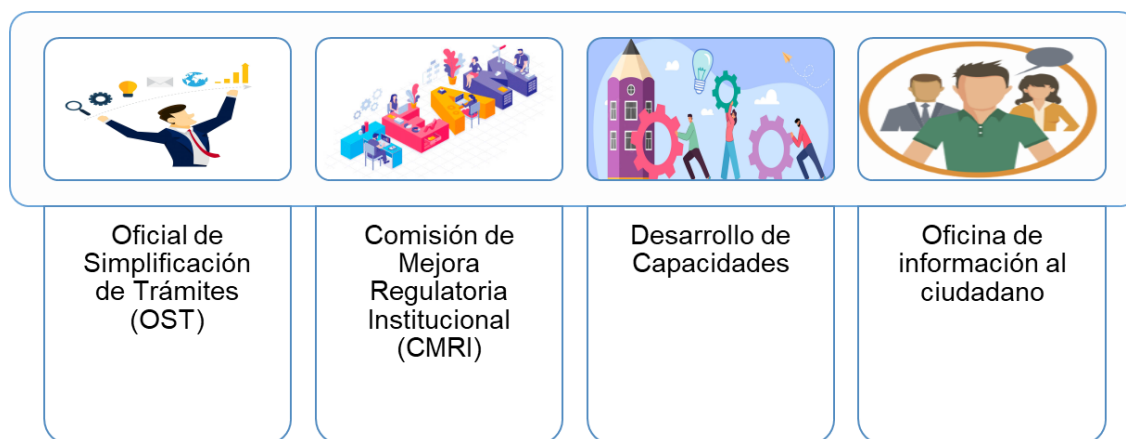 Oficial de
Simplificación
de Trámites
(OST)
Comisión de
Mejora
Regulatoria
Institucional
(CMRI)
Desarrollo de
Capacidades
Oficina de
información al
ciudadano